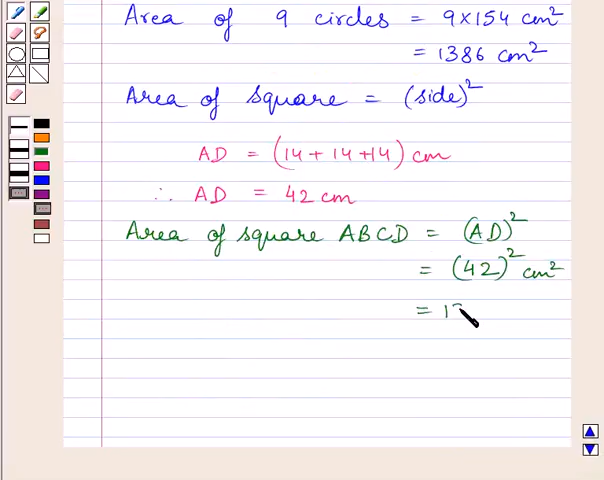 Area of 9 circles = 9×154 cm²
= 1386 cm²
Area of square = (side)²
AD = (14+14+14) cm
∴ AD = 42 cm
Area of square ABCD = (AD)²
= (42)² cm²
= 1